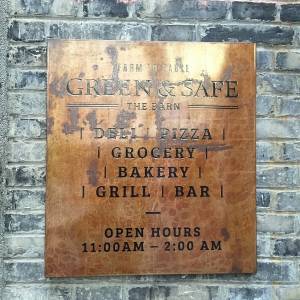 FARM TO TABLE
GREEN & SAFE
THE BARN
| DELI | PIZZA |
| GROCERY |
| BAKERY |
| GRILL | BAR |
—
OPEN HOURS
11:00AM – 2:00 AM